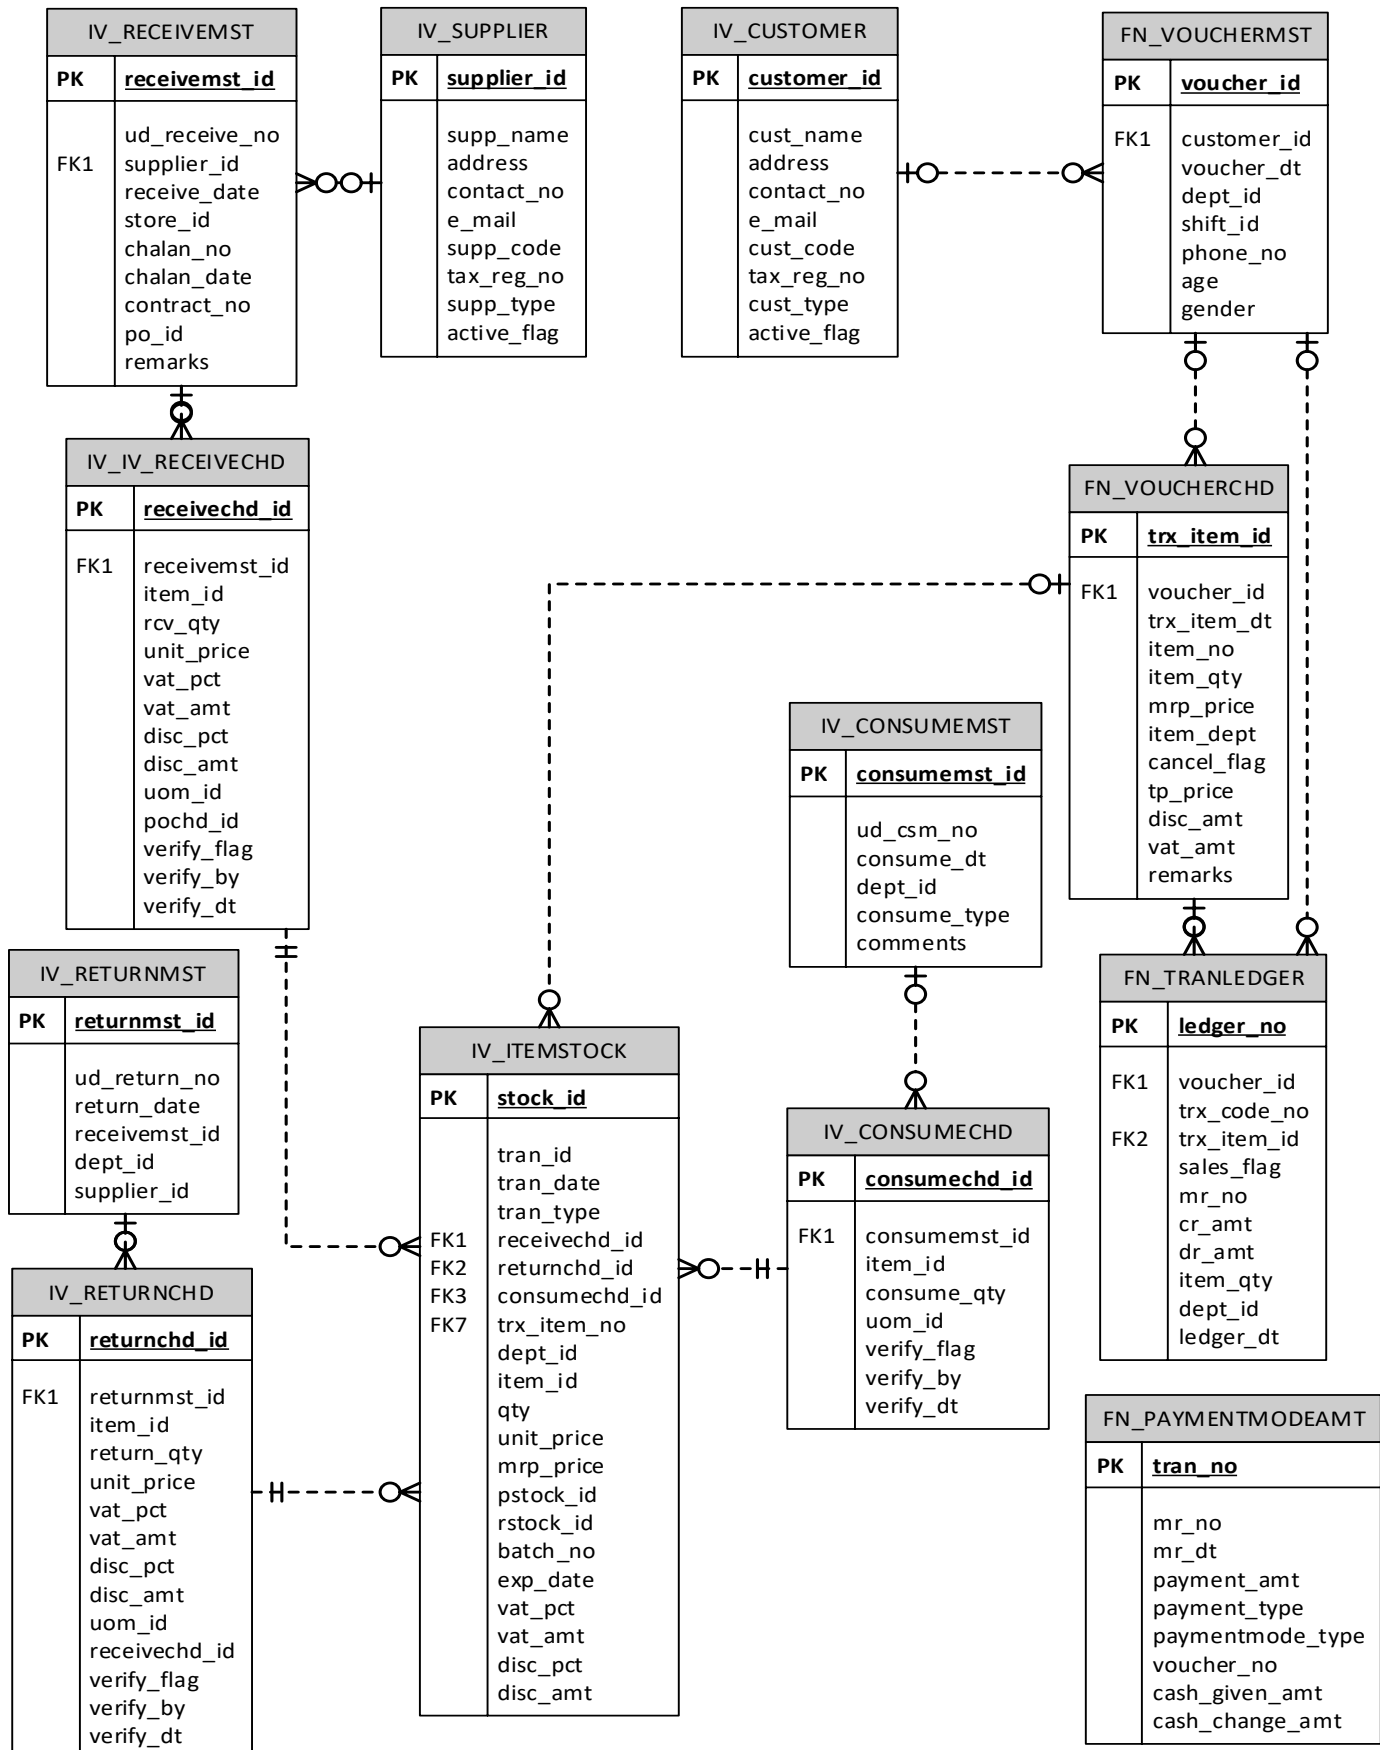 IV_RECEIVEMST
PK receivemst_id
ud_receive_no
FK1 supplier_id
receive_date
store_id
chalan_no
chalan_date
contract_no
po_id
remarks
IV_SUPPLIER
PK supplier_id
supp_name
address
contact_no
e_mail
supp_code
tax_reg_no
supp_type
active_flag
IV_CUSTOMER
PK customer_id
cust_name
address
contact_no
e_mail
cust_code
tax_reg_no
cust_type
active_flag
FN_VOUCHERMST
PK voucher_id
FK1 customer_id
voucher_dt
dept_id
shift_id
phone_no
age
gender
IV_IV_RECEIVECHD
PK receivechd_id
FK1 receivemst_id
item_id
rcv_qty
unit_price
vat_pct
vat_amt
disc_pct
disc_amt
uom_id
pochd_id
verify_flag
verify_by
verify_dt
FN_VOUCHERCHD
PK trx_item_id
FK1 voucher_id
trx_item_dt
item_no
item_qty
mrp_price
item_dept
cancel_flag
tp_price
disc_amt
vat_amt
remarks
IV_CONSUMEMST
PK consumemst_id
ud_csm_no
consume_dt
dept_id
consume_type
comments
IV_RETURNMST
PK returnmst_id
ud_return_no
return_date
receivemst_id
dept_id
supplier_id
FN_TRANLEDGER
PK ledger_no
FK1 voucher_id
trx_code_no
FK2 trx_item_id
sales_flag
mr_no
cr_amt
dr_amt
item_qty
dept_id
ledger_dt
IV_ITEMSTOCK
PK stock_id
tran_id
tran_date
tran_type
FK1 receivechd_id
FK2 returnchd_id
FK3 consumechd_id
FK7 trx_item_no
dept_id
item_id
qty
unit_price
mrp_price
pstock_id
rstock_id
batch_no
exp_date
vat_pct
vat_amt
disc_pct
disc_amt
IV_CONSUMECHD
PK consumechd_id
FK1 consumemst_id
item_id
consume_qty
uom_id
verify_flag
verify_by
verify_dt
IV_RETURNCHD
PK returnchd_id
FK1 returnmst_id
item_id
return_qty
unit_price
vat_pct
vat_amt
disc_pct
disc_amt
uom_id
receivechd_id
verify_flag
verify_by
verify_dt
FN_PAYMENTMODEAMT
PK tran_no
mr_no
mr_dt
payment_amt
payment_type
paymentmode_type
voucher_no
cash_given_amt
cash_change_amt